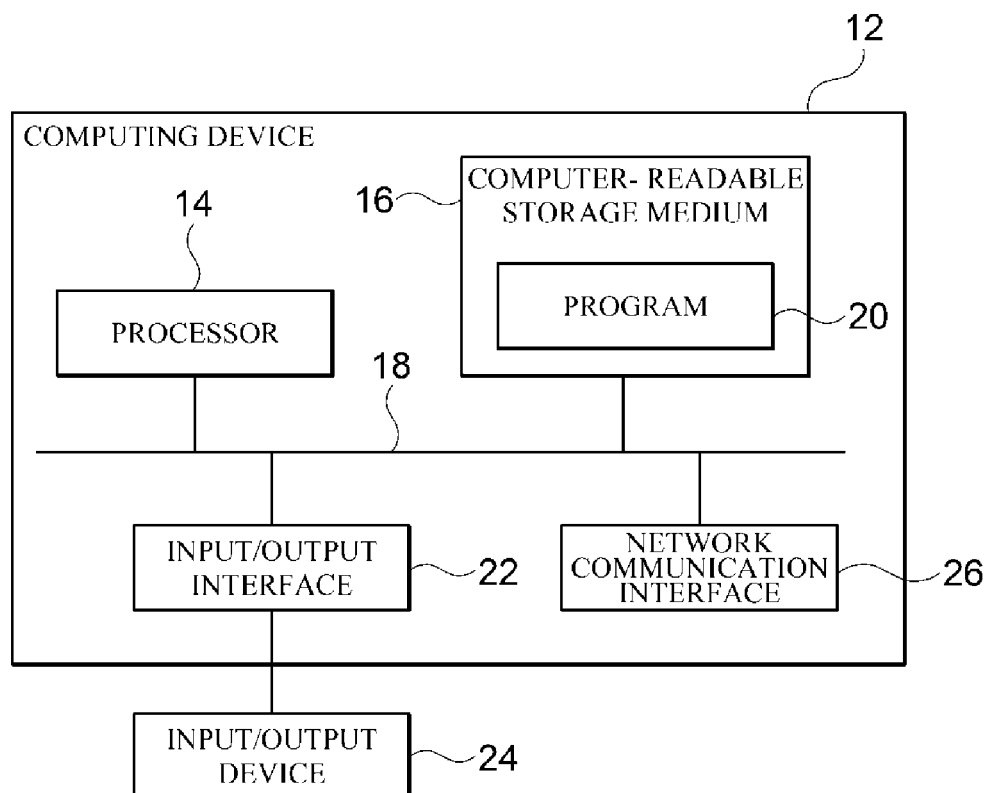 12
COMPUTING DEVICE
14
16
COMPUTER- READABLE
STORAGE MEDIUM
PROCESSOR
PROGRAM
20
18
INPUT/OUTPUT
INTERFACE
22
NETWORK
COMMUNICATION
INTERFACE
26
INPUT/OUTPUT
DEVICE
24